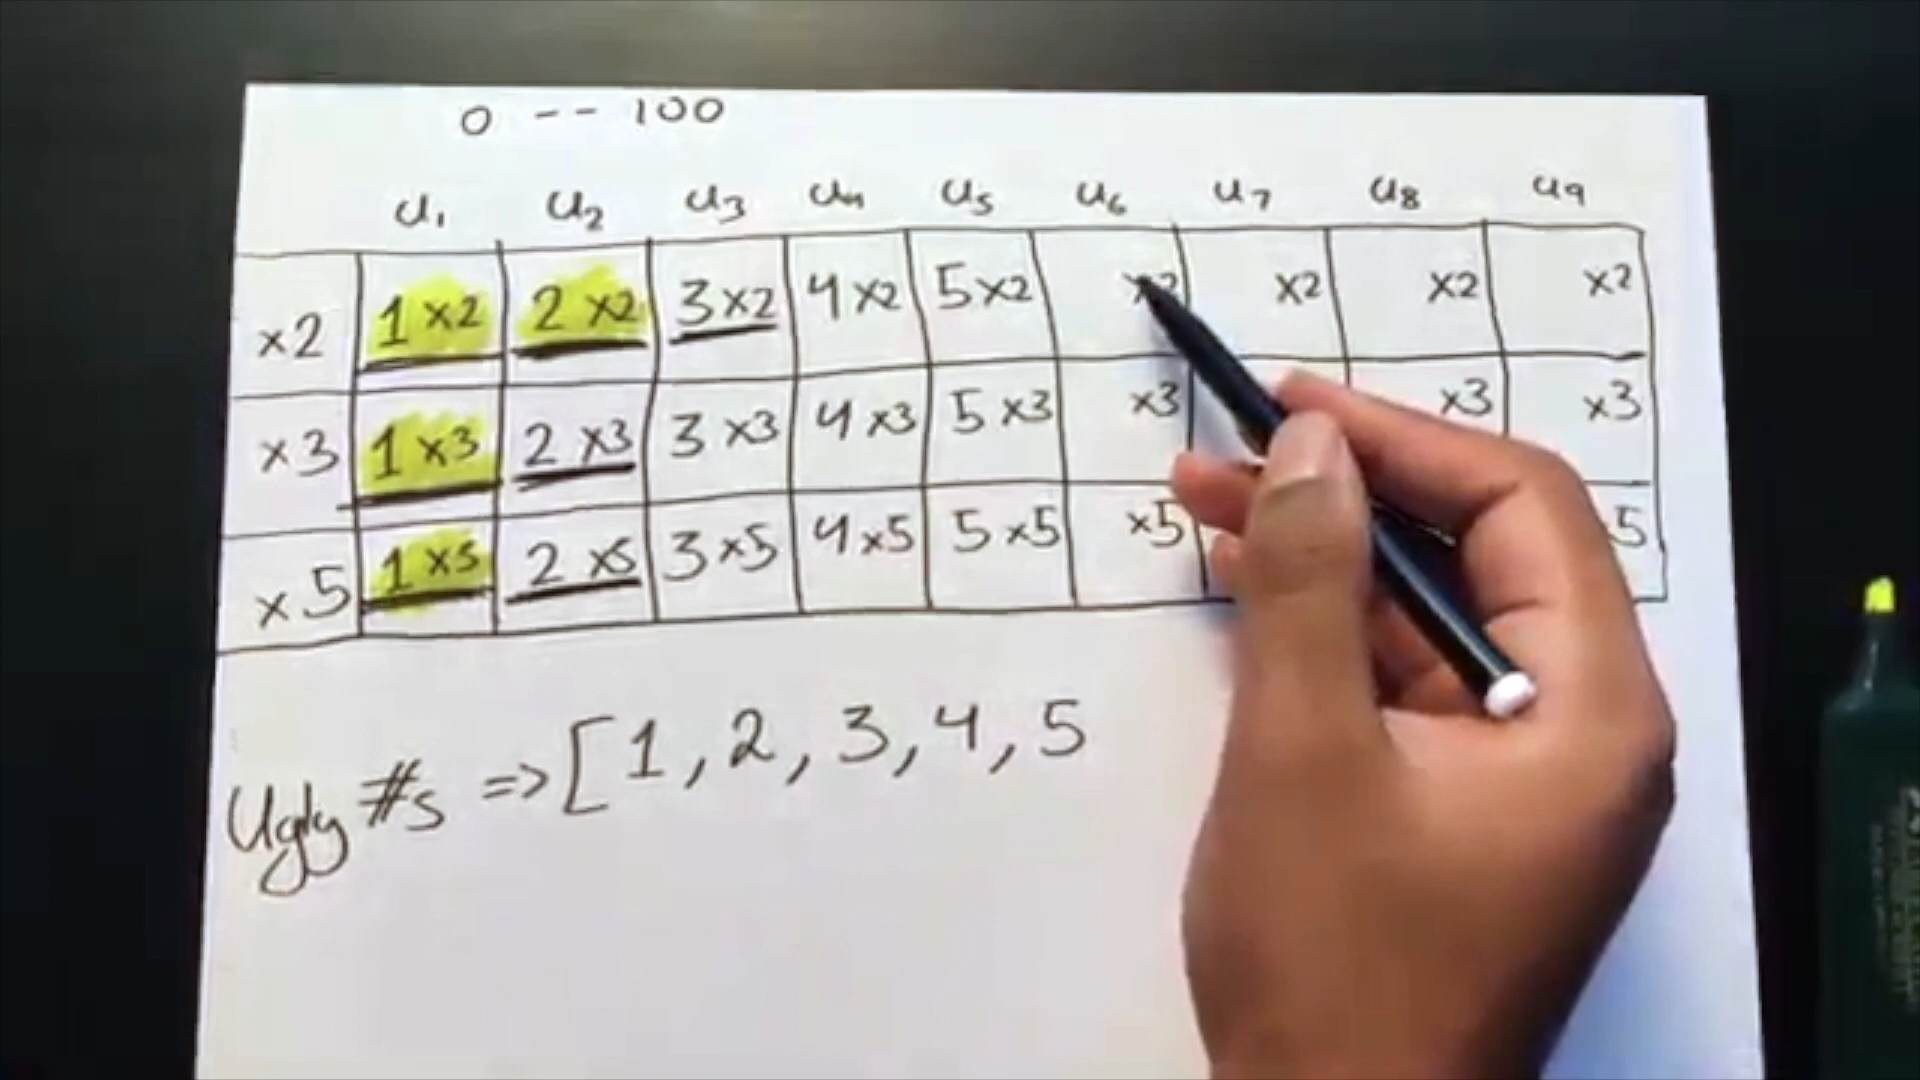 0 -- 100
u1 u2 u3 u4 u5 u6 u7 u8 u9
x2 1x2 2x2 3x2 4x2 5x2 x2 x2 x2 x2
x3 1x3 2x3 3x3 4x3 5x3 x3 x3 x3
x5 1x5 2x5 3x5 4x5 5x5 x5 5
Ugly #s => [1, 2, 3, 4, 5